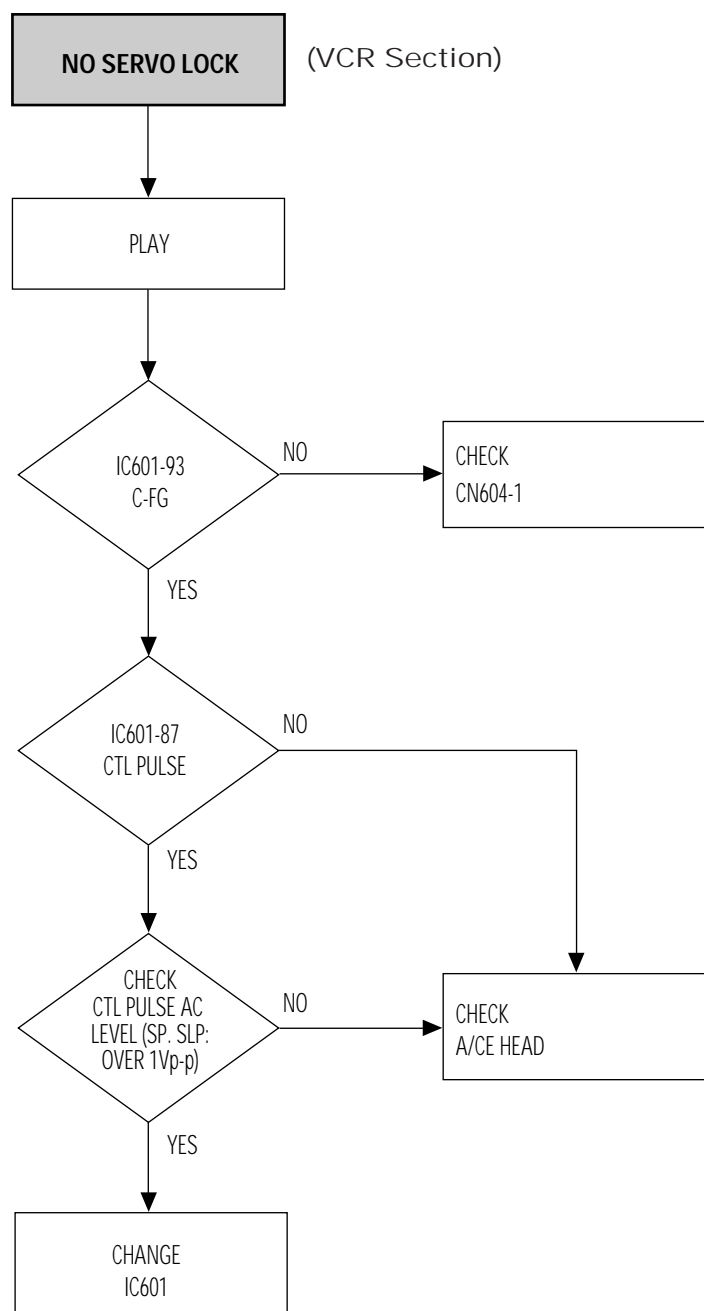 NO SERVO LOCK
(VCR Section)
PLAY
IC601-93
C-FG
NO
CHECK
CN604-1
YES
IC601-87
CTL PULSE
NO
YES
CHECK
CTL PULSE AC
LEVEL (SP. SLP:
OVER 1Vp-p)
NO
CHECK
A/CE HEAD
YES
CHANGE
IC601